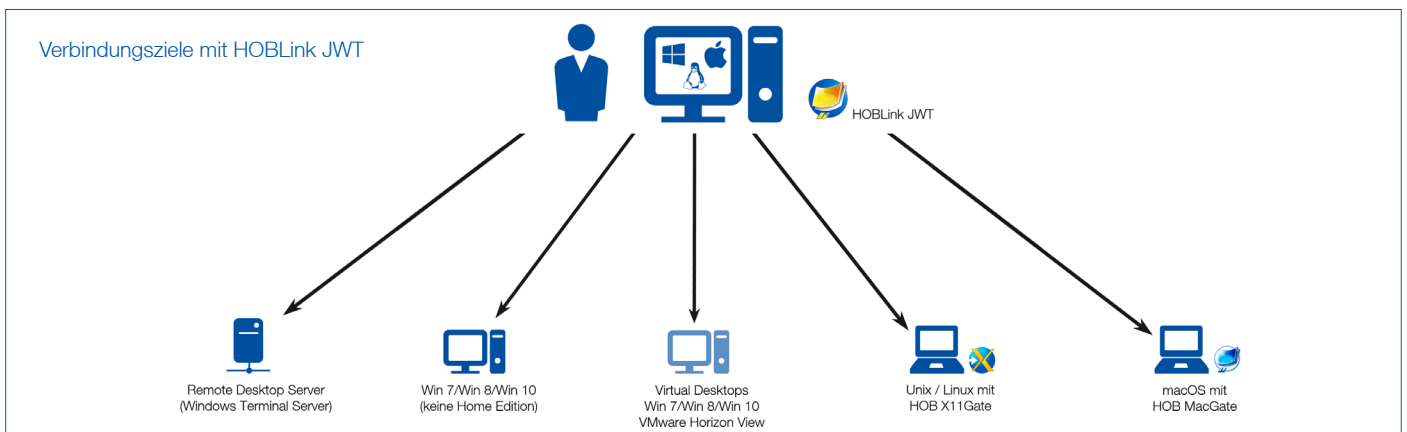 Verbindungsziele mit HOBLink JWT
HOBLink JWT
Remote Desktop Server
(Windows Terminal Server)
Win 7/Win 8/Win 10
(keine Home Edition)
Virtual Desktops
Win 7/Win 8/Win 10
VMware Horizon View
Unix / Linux mit
HOB X11Gate
macOS mit
HOB MacGate